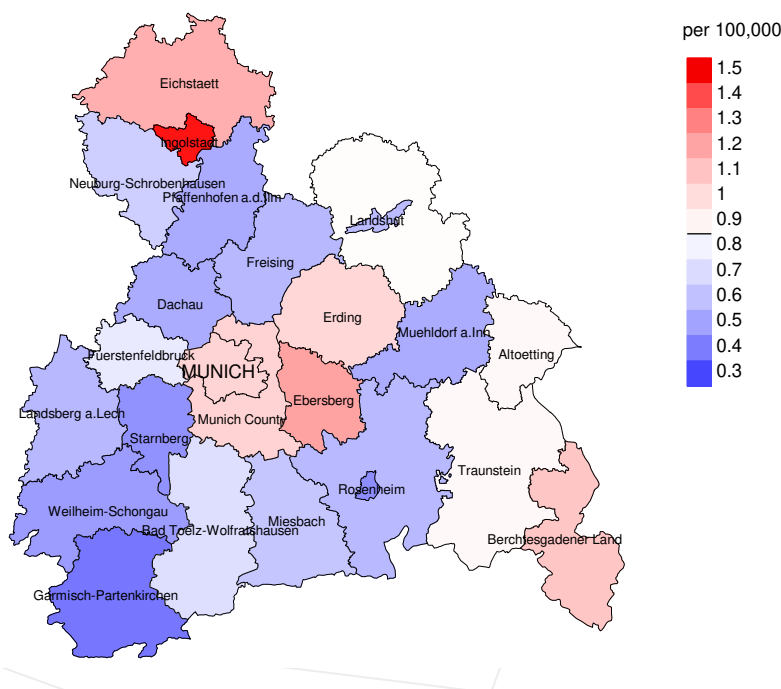 per 100,000
1.5
1.4
1.3
1.2
1.1
1
0.9
0.8
0.7
0.6
0.5
0.4
0.3
Eichstaett
Ingolstadt
Neuburg-Schrobenhausen
Pfaffenhofen a.d.Ilm
Landshut
Freising
Dachau
Erding
Muehldorf a.Inn
Altoetting
Fuerstenfeldbruck
MUNICH
Ebersberg
Landsberg a.Lech
Munich County
Starnberg
Traunstein
Rosenheim
Weilheim-Schongau
Miesbach
Bad Toelz-Wolfratshausen
Berchtesgadener Land
Garmisch-Partenkirchen